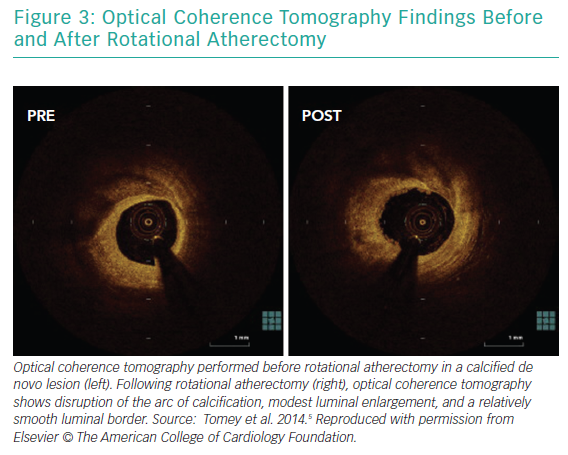 Figure 3: Optical Coherence Tomography Findings Before
and After Rotational Atherectomy
PRE
POST
1 mm
1 mm
Optical coherence tomography performed before rotational atherectomy in a calcified de
novo lesion (left). Following rotational atherectomy (right), optical coherence tomography
shows disruption of the arc of calcification, modest luminal enlargement, and a relatively
smooth luminal border. Source: Tomey et al. 2014.⁵ Reproduced with permission from
Elsevier © The American College of Cardiology Foundation.